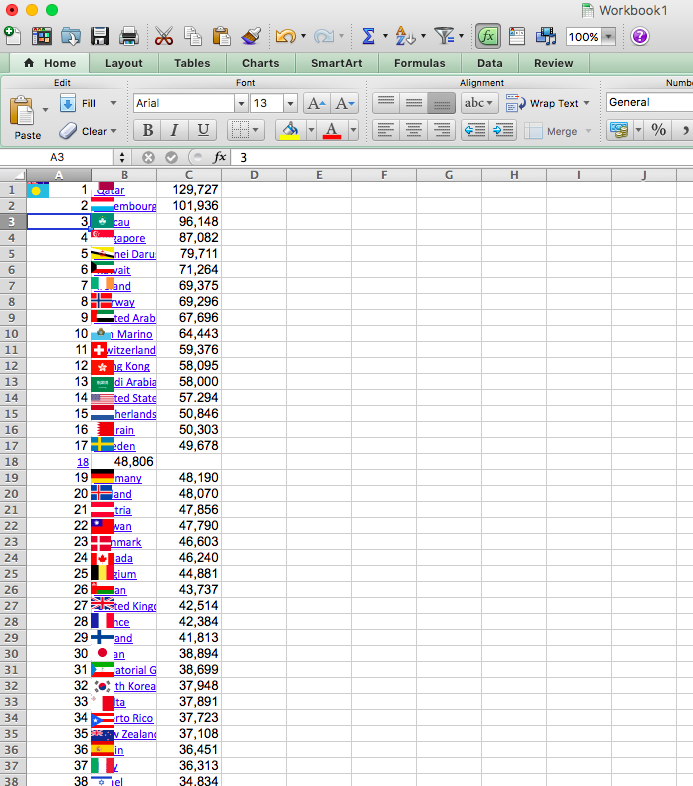 Workbook1
100%
Home Layout Tables Charts SmartArt Formulas Data Review
Edit Font Alignment Numb
Fill Arial 13 A A abc Wrap Text General
Paste Clear B I U A Merge % ,
A3 fx 3
A B C D E F G H I J
1 1 Qatar 129,727
2 2 embourg 101,936
3 3 cau 96,148
4 4 gapore 87,082
5 5 nei Daru 79,711
6 6 wait 71,264
7 7 and 69,375
8 8 rway 69,296
9 9 ted Arab 67,696
10 10 n Marino 64,443
11 11 witzerland 59,376
12 12 ng Kong 58,095
13 13 di Arabia 58,000
14 14 ted State 57.294
15 15 herlands 50,846
16 16 rain 50,303
17 17 eden 49,678
18 18 48,806
19 19 many 48,190
20 20 and 48,070
21 21 tria 47,856
22 22 wan 47,790
23 23 nmark 46,603
24 24 ada 46,240
25 25 gium 44,881
26 26 an 43,737
27 27 ted Kingd 42,514
28 28 nce 42,384
29 29 and 41,813
30 30 an 38,894
31 31 atorial G 38,699
32 32 th Korea 37,948
33 33 ta 37,891
34 34 rto Rico 37,723
35 35 v Zealand 37,108
36 36 in 36,451
37 37 y 36,313
38 38 el 34,834